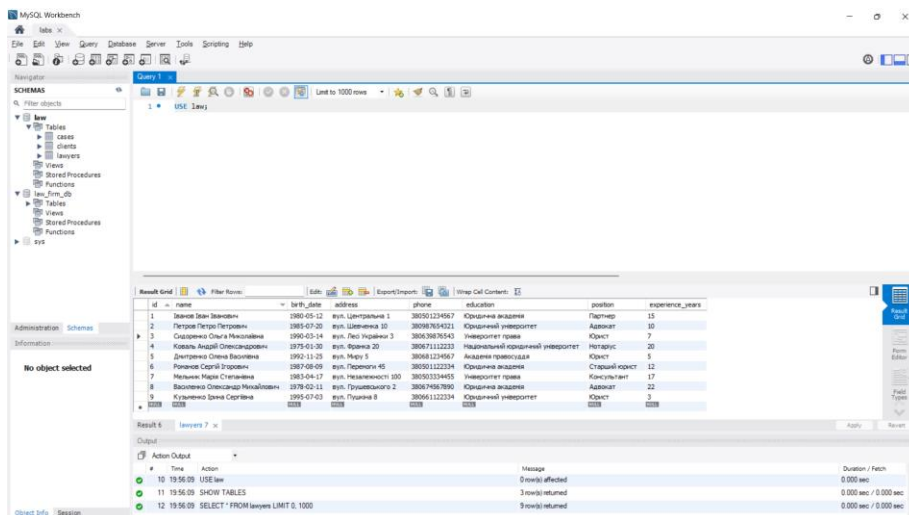 MySQL Workbench
labs
File Edit View Query Database Server Tools Scripting Help
Navigator
SCHEMAS
Filter objects
law
Tables
cases
clients
lawyers
Views
Stored Procedures
Functions
law_firm_db
Tables
Views
Stored Procedures
Functions
sys
Administration Schemas
Information
No object selected
Object Info Session
Query 1
Limit to 1000 rows
1 USE law;
Result Grid Filter Rows: Edit: Export/Import: Wrap Cell Content:
id name birth_date address phone education position experience_years
1 Іванов Іван Іванович 1980-05-12 вул. Центральна 1 380501234567 Юридична академія Партнер 15
2 Петров Петро Петрович 1985-07-20 вул. Шевченка 10 380987654321 Юридичний університет Адвокат 10
3 Сидоренко Ольга Миколаївна 1990-03-14 вул. Лесі Українки 3 380639876543 Університет права Юрист 7
4 Коваль Андрій Олександрович 1975-01-30 вул. Франка 20 380671112233 Національний юридичний університет Нотаріус 20
5 Дмитренко Олена Василівна 1992-11-25 вул. Миру 5 380681234567 Академія правосуддя Юрист 5
6 Романов Сергій Ігорович 1987-08-09 вул. Перемоги 45 380501122334 Юридична академія Старший юрист 12
7 Мельник Марія Степанівна 1983-04-17 вул. Незалежності 100 380503334455 Університет права Консультант 17
8 Василенко Олександр Михайлович 1978-02-11 вул. Грушевського 2 380674567890 Юридична академія Адвокат 22
9 Кузьменко Ірина Сергіївна 1995-07-03 вул. Пушкіна 8 380661122334 Юридичний університет Юрист 3
NULL NULL NULL NULL NULL NULL NULL NULL
Result Grid
Form Editor
Field Types
Result 6 lawyers 7 Apply Revert
Output
Action Output
# Time Action Message Duration / Fetch
10 19:56:09 USE law 0 row(s) affected 0.000 sec
11 19:56:09 SHOW TABLES 3 row(s) returned 0.000 sec / 0.000 sec
12 19:56:09 SELECT * FROM lawyers LIMIT 0, 1000 9 row(s) returned 0.000 sec / 0.000 sec